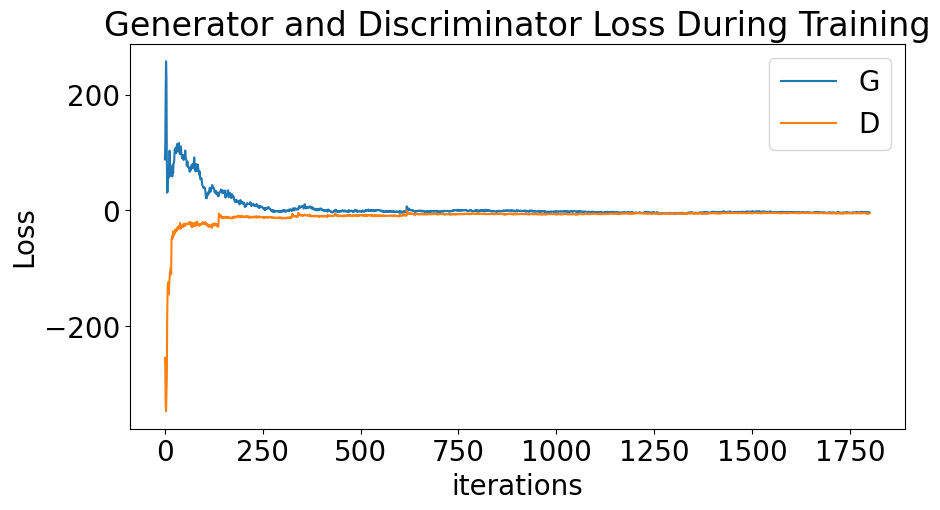 Generator and Discriminator Loss During Training
G
D
200
0
−200
Loss
0 250 500 750 1000 1250 1500 1750
iterations